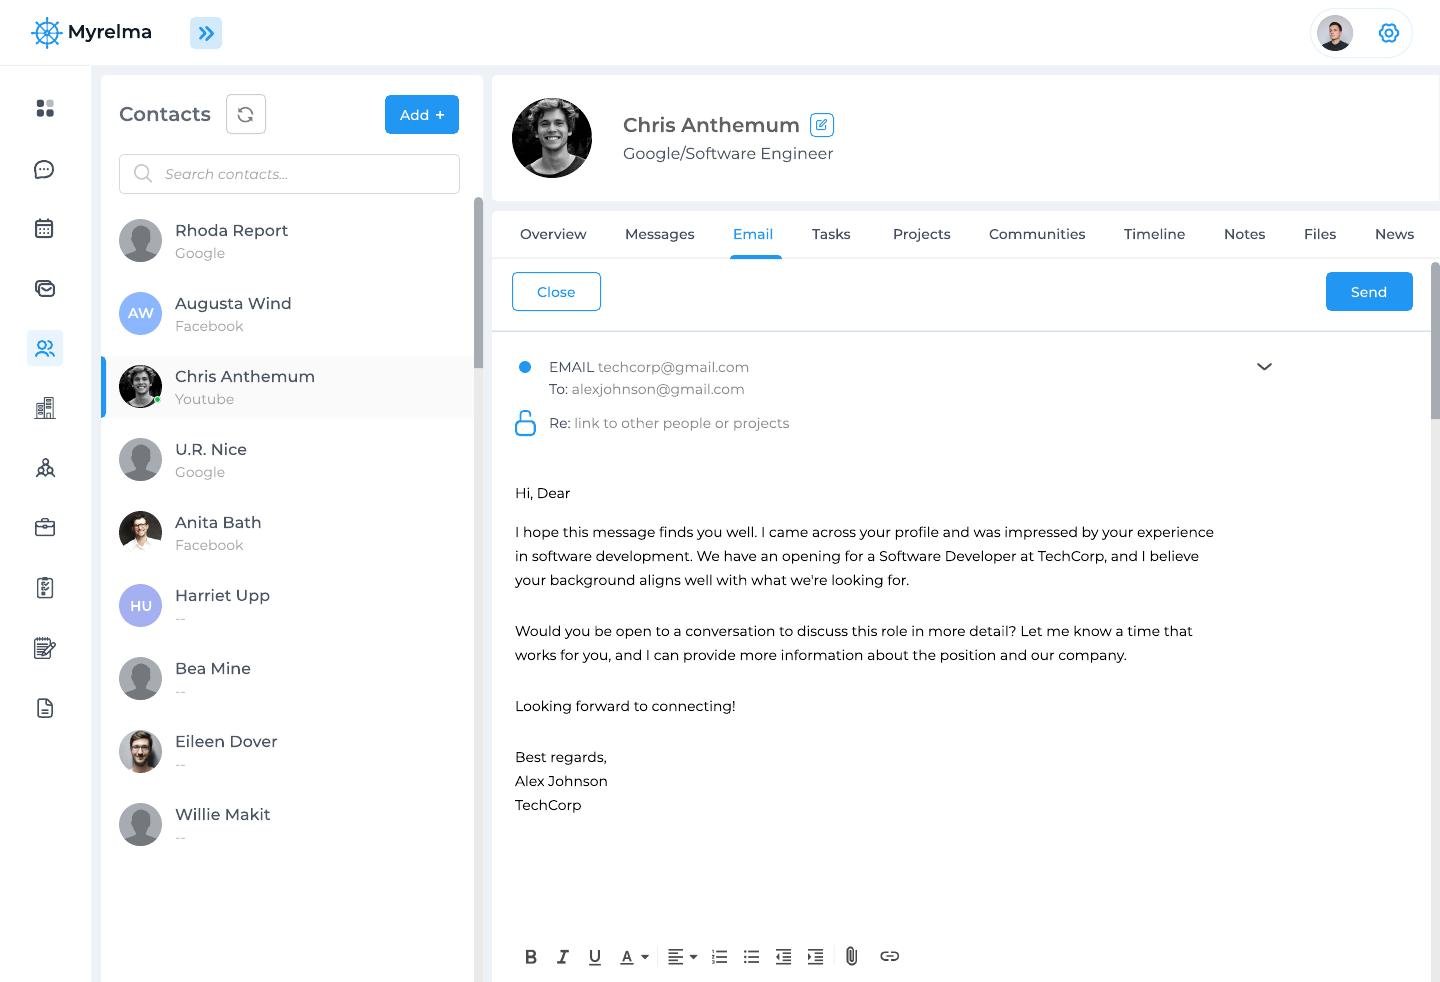 Myrelma
Contacts
Add +
Search contacts...
Rhoda Report
Google
AW
Augusta Wind
Facebook
Chris Anthemum
Youtube
U.R. Nice
Google
Anita Bath
Facebook
HU
Harriet Upp
--
Bea Mine
--
Eileen Dover
--
Willie Makit
--
Chris Anthemum
Google/Software Engineer
Overview Messages Email Tasks Projects Communities Timeline Notes Files News
Close Send
EMAIL techcorp@gmail.com
To: alexjohnson@gmail.com
Re: link to other people or projects
Hi, Dear
I hope this message finds you well. I came across your profile and was impressed by your experience
in software development. We have an opening for a Software Developer at TechCorp, and I believe
your background aligns well with what we're looking for.
Would you be open to a conversation to discuss this role in more detail? Let me know a time that
works for you, and I can provide more information about the position and our company.
Looking forward to connecting!
Best regards,
Alex Johnson
TechCorp
B I U A